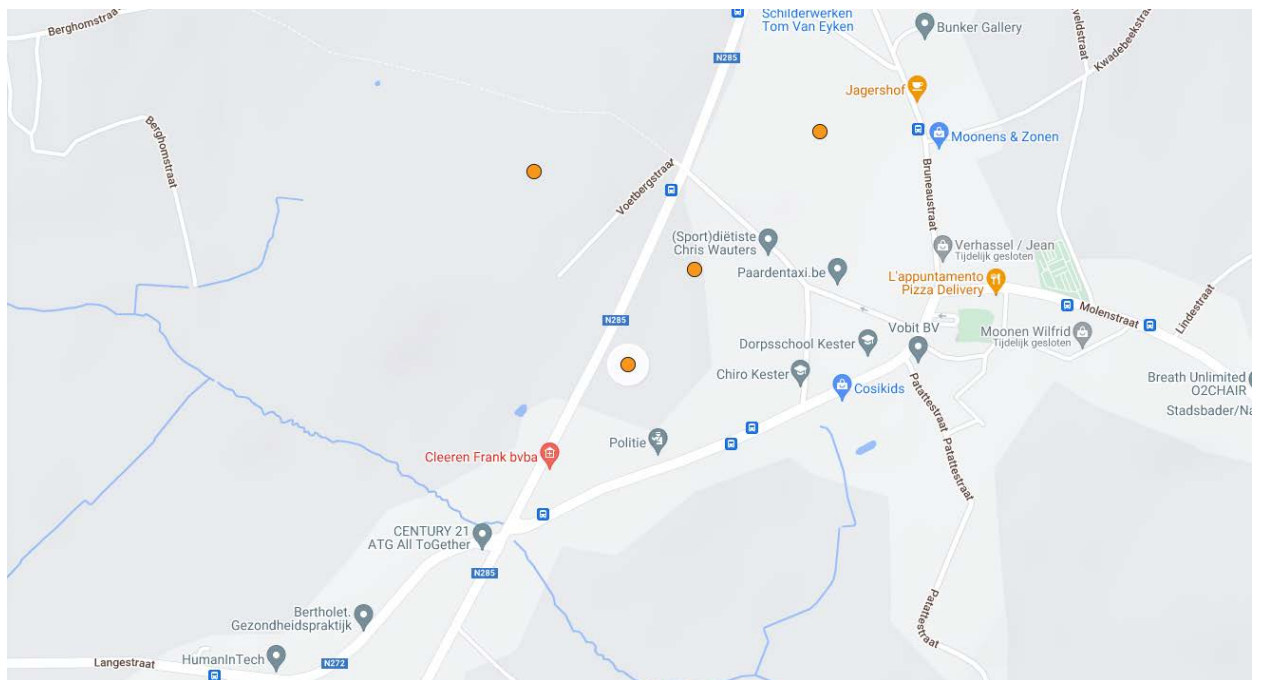 Berghomstraat
Schilderwerken
Tom Van Eyken
Bunker Gallery
Kwadebeekstraat
N285
Jagershof
Berghomstraat
Moonens & Zonen
Voetbergstraat
Bruneaustraat
(Sport)diëtiste
Chris Wauters
Verhassel / Jean
Tijdelijk gesloten
Paardentaxi.be
L'appuntamento
Pizza Delivery
Molenstraat
Lindestraat
N285
Vobit BV
Dorpsschool Kester
Moonen Wilfrid
Tijdelijk gesloten
Chiro Kester
Cosikids
Breath Unlimited
O2CHAIR
Stadsbader/Na
Patattestraat
Politie
Cleeren Frank bvba
Patattestraat
CENTURY 21
ATG All ToGether
N285
Bertholet.
Gezondheidspraktijk
Patattestraat
Langestraat
HumanInTech
N272